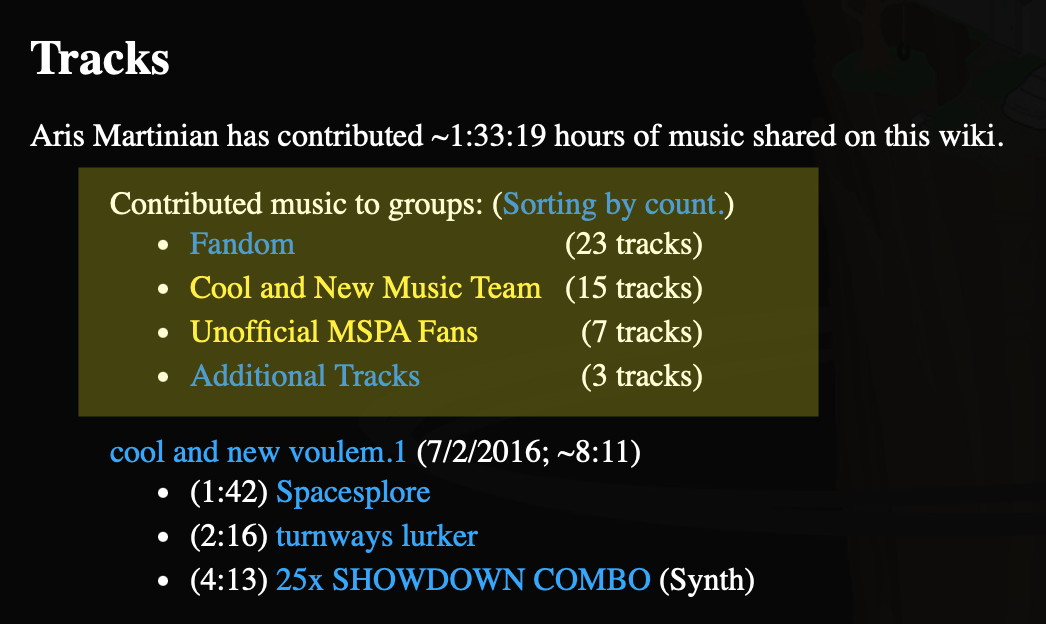 Tracks
Aris Martinian has contributed ~1:33:19 hours of music shared on this wiki.
Contributed music to groups: (Sorting by count.)
• Fandom (23 tracks)
• Cool and New Music Team (15 tracks)
• Unofficial MSPA Fans (7 tracks)
• Additional Tracks (3 tracks)
cool and new voulem.1 (7/2/2016; ~8:11)
• (1:42) Spacesplore
• (2:16) turnways lurker
• (4:13) 25x SHOWDOWN COMBO (Synth)